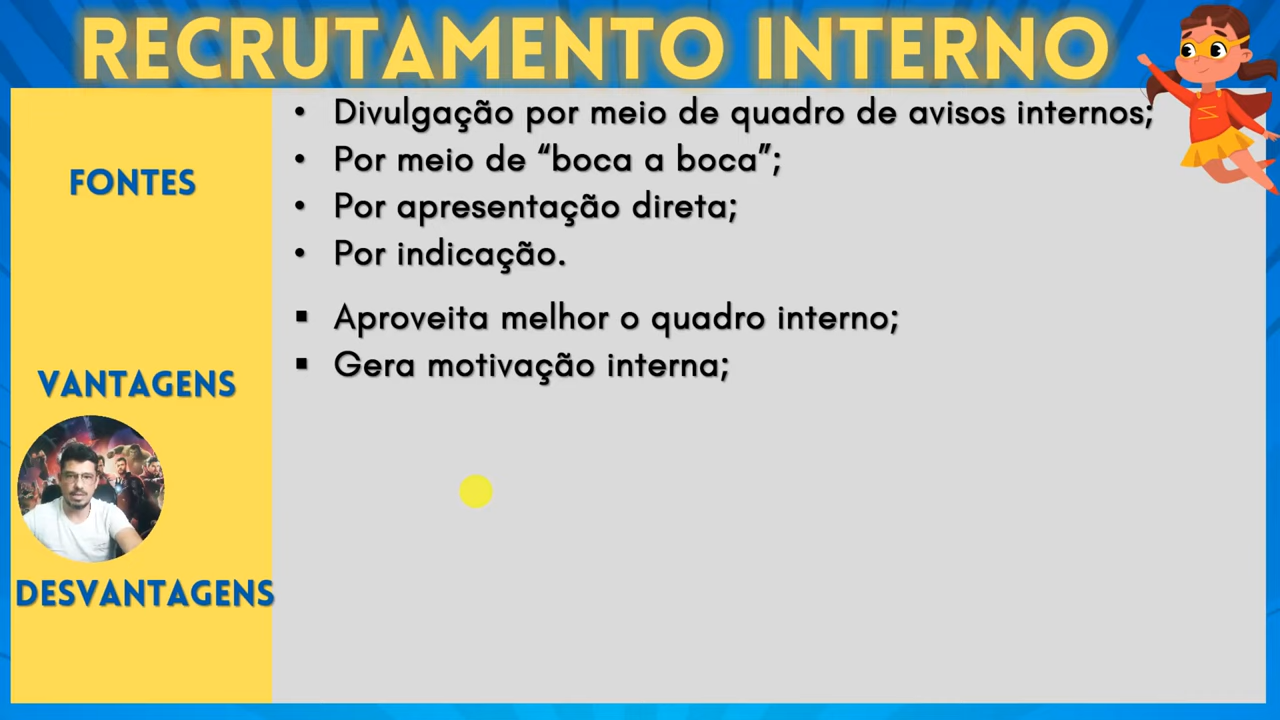 RECRUTAMENTO INTERNO
FONTES
• Divulgação por meio de quadro de avisos internos;
• Por meio de “boca a boca”;
• Por apresentação direta;
• Por indicação.
VANTAGENS
▪ Aproveita melhor o quadro interno;
▪ Gera motivação interna;
DESVANTAGENS